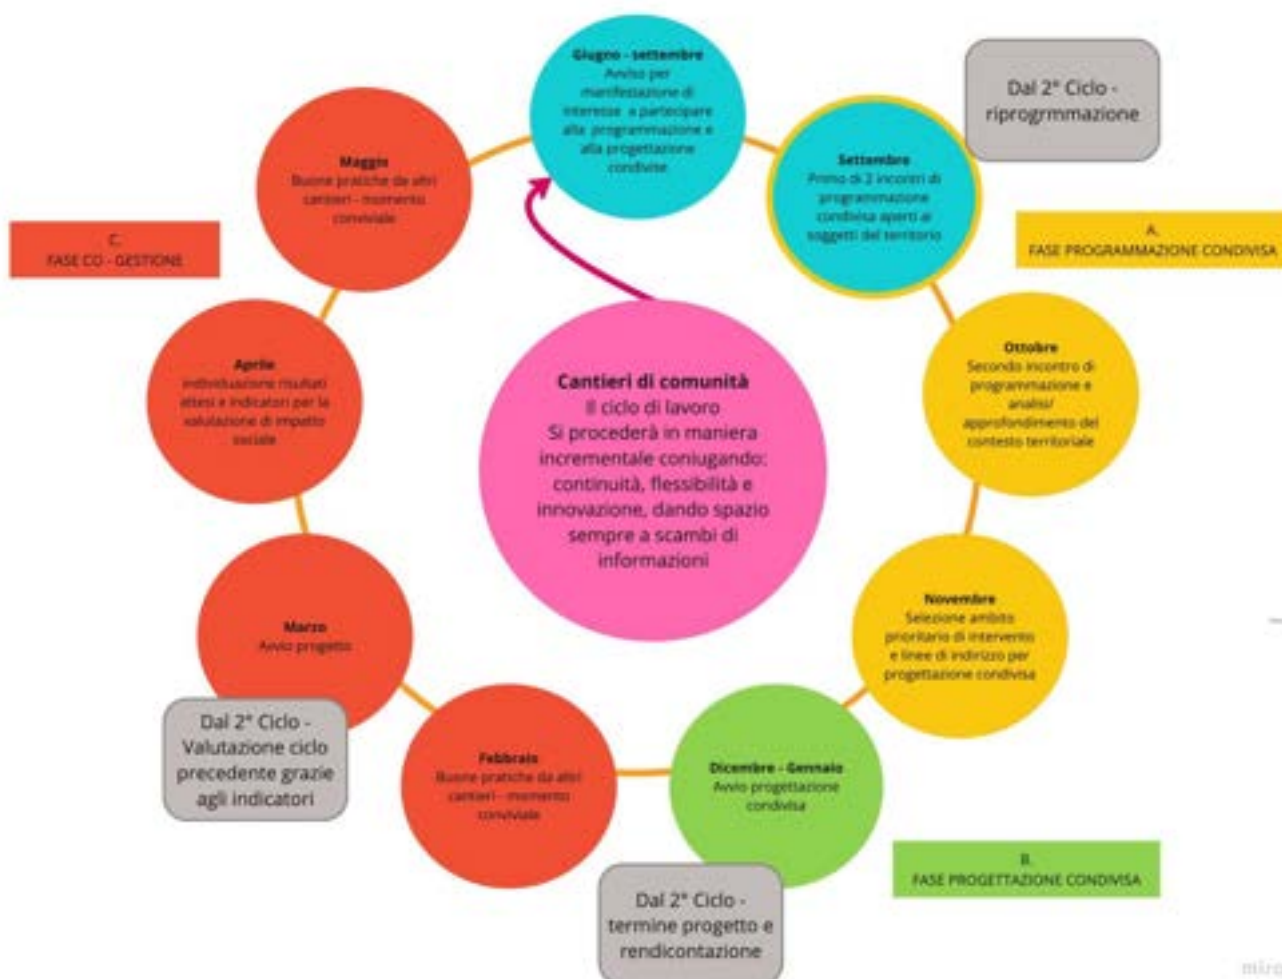 Giugno - settembre
Avviso per
manifestazione di
interesse a partecipare
alla programmazione e
alla progettazione
condivise
Dal 2° Ciclo -
riprogrmmazione
Settembre
Primo di 2 incontri di
programmazione
condivisa aperti ai
soggetti del territorio
A.
FASE PROGRAMMAZIONE CONDIVISA
Ottobre
Secondo incontro di
programmazione e
analisi/
approfondimento del
contesto territoriale
Novembre
Selezione ambito
prioritario di intervento
e linee di indirizzo per
progettazione condivisa
Dicembre - Gennaio
Avvio progettazione
condivisa
B.
FASE PROGETTAZIONE CONDIVISA
Dal 2° Ciclo -
termine progetto e
rendicontazione
Febbraio
Buone pratiche da altri
cantieri - momento
conviviale
Marzo
Avvio progetto
Dal 2° Ciclo -
Valutazione ciclo
precedente grazie
agli indicatori
Aprile
individuazione risultati
attesi e indicatori per la
valutazione di impatto
sociale
C.
FASE CO - GESTIONE
Maggio
Buone pratiche da altri
cantieri - momento
conviviale
Cantieri di comunità
Il ciclo di lavoro
Si procederà in maniera
incrementale coniugando:
continuità, flessibilità e
innovazione, dando spazio
sempre a scambi di
informazioni
miro